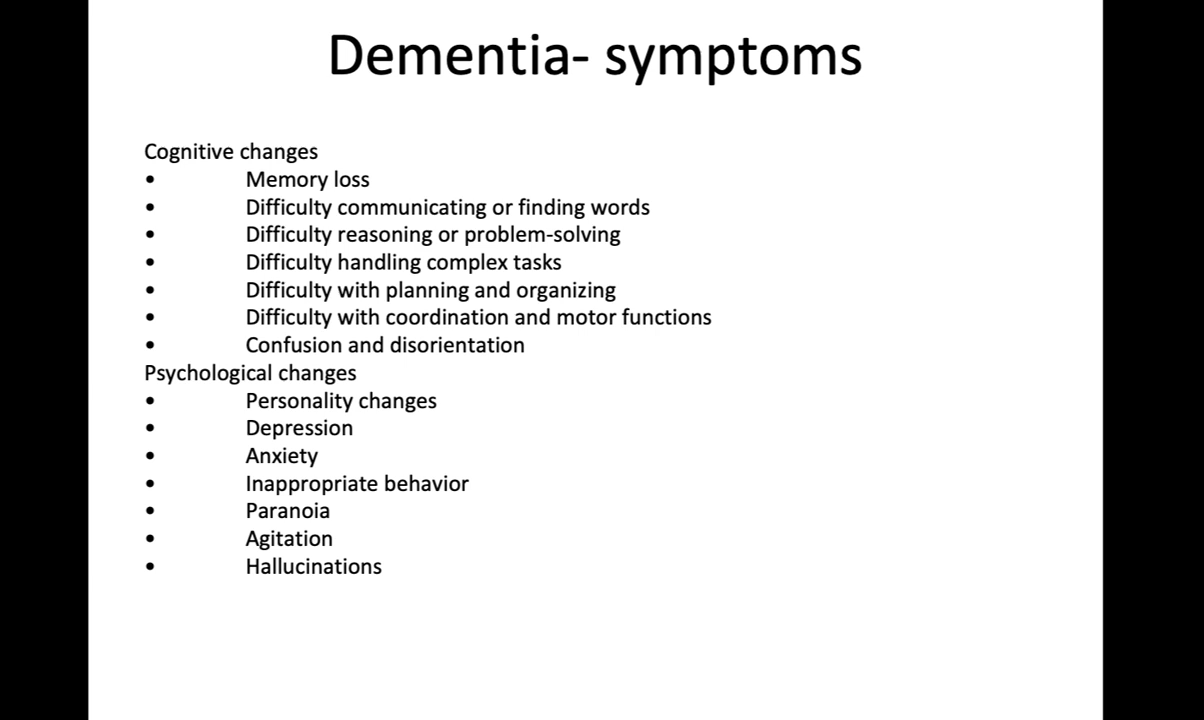 Dementia- symptoms
Cognitive changes
• Memory loss
• Difficulty communicating or finding words
• Difficulty reasoning or problem-solving
• Difficulty handling complex tasks
• Difficulty with planning and organizing
• Difficulty with coordination and motor functions
• Confusion and disorientation
Psychological changes
• Personality changes
• Depression
• Anxiety
• Inappropriate behavior
• Paranoia
• Agitation
• Hallucinations